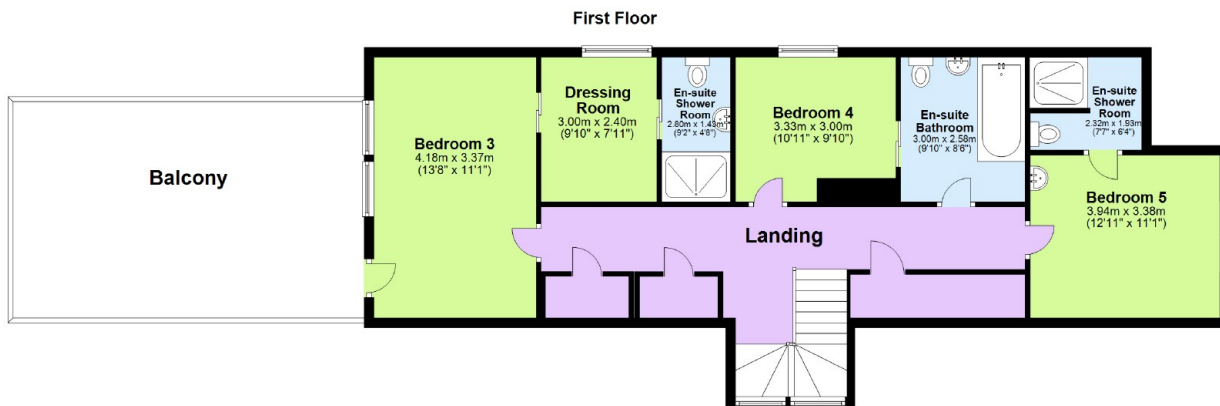 First Floor
Balcony
Bedroom 3
4.18m x 3.37m
(13'8" x 11'1")
Dressing
Room
3.00m x 2.40m
(9'10" x 7'11")
En-suite
Shower
Room
2.80m x 1.43m
(9'2" x 4'8")
Bedroom 4
3.33m x 3.00m
(10'11" x 9'10")
En-suite
Bathroom
3.00m x 2.58m
(9'10" x 8'6")
En-suite
Shower
Room
2.32m x 1.93m
(7'7" x 6'4")
Bedroom 5
3.94m x 3.38m
(12'11" x 11'1")
Landing